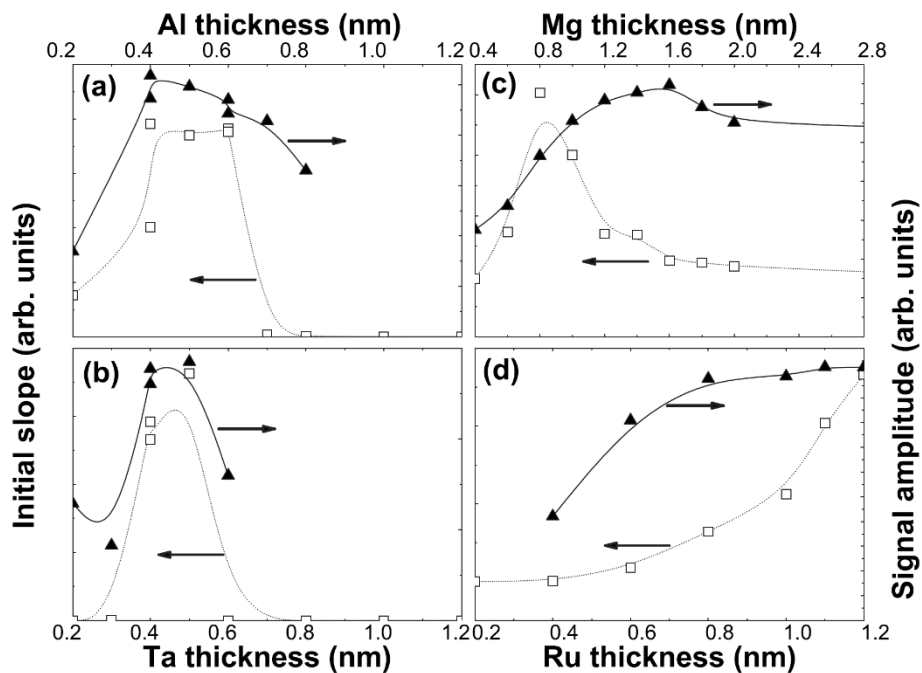 Al thickness (nm)
Mg thickness (nm)
0.2 0.4 0.6 0.8 1.0 1.2
0.4 0.8 1.2 1.6 2.0 2.4 2.8
(a)
(c)
Initial slope (arb. units)
Signal amplitude (arb. units)
(b)
(d)
0.2 0.4 0.6 0.8 1.0 1.2
0.4 0.6 0.8 1.0 1.2
Ta thickness (nm)
Ru thickness (nm)